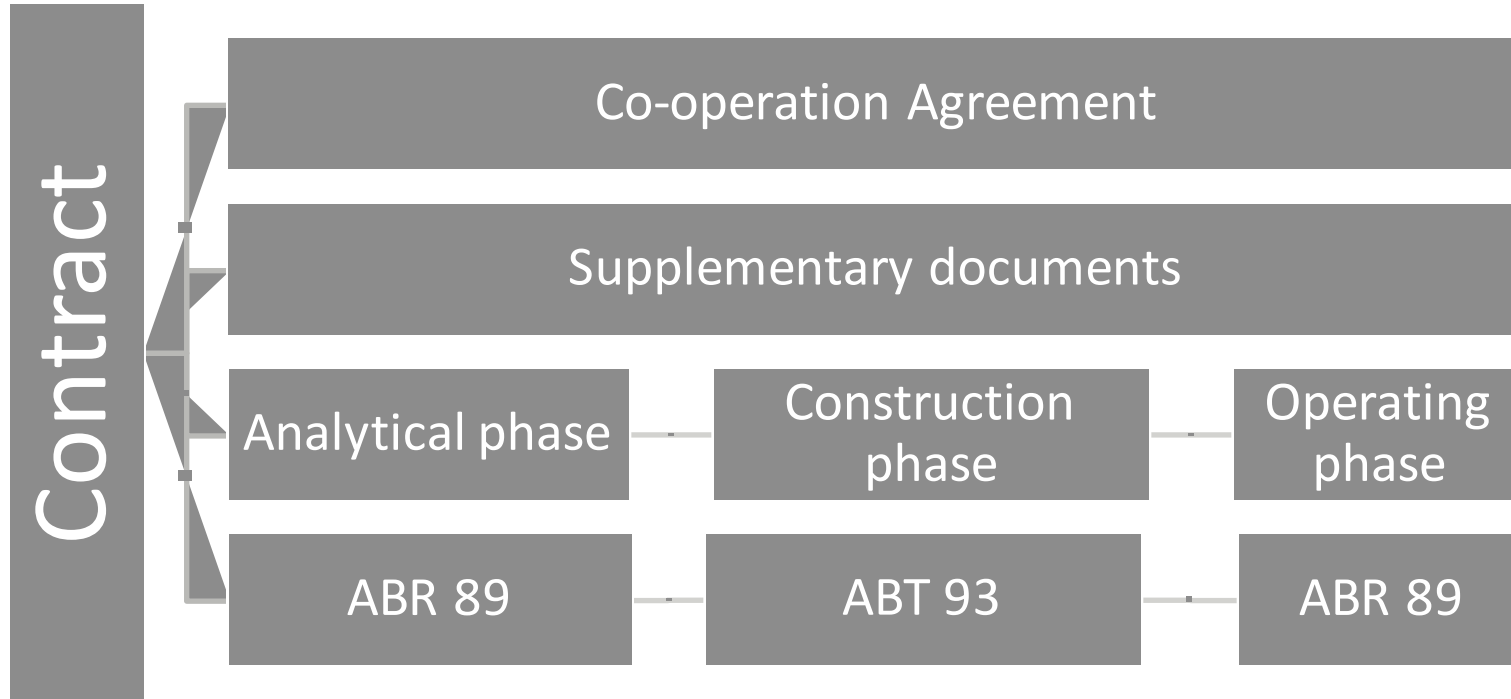 Contract
Co-operation Agreement
Supplementary documents
Analytical phase
Construction
phase
Operating
phase
ABR 89
ABT 93
ABR 89